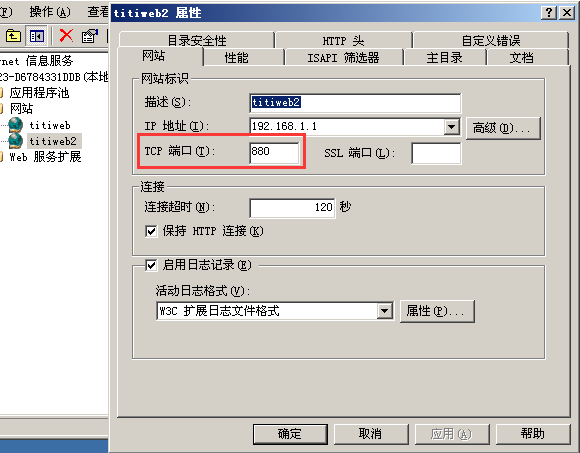 titiweb2 属性
(F) 操作(A) 查看
rnet 信息服务
23-D6784331DDB(本地
应用程序池
网站
titiweb
titiweb2
Web 服务扩展
目录安全性 HTTP 头 自定义错误
网站 性能 ISAPI 筛选器 主目录 文档
网站标识
描述(S): titiweb2
IP 地址(I): 192.168.1.1 高级(D)...
TCP 端口(T): 880 SSL 端口(L):
连接
连接超时(N): 120 秒
保持 HTTP 连接(K)
启用日志记录(E)
活动日志格式(V):
W3C 扩展日志文件格式 属性(P)...
确定 取消 应用(A) 帮助